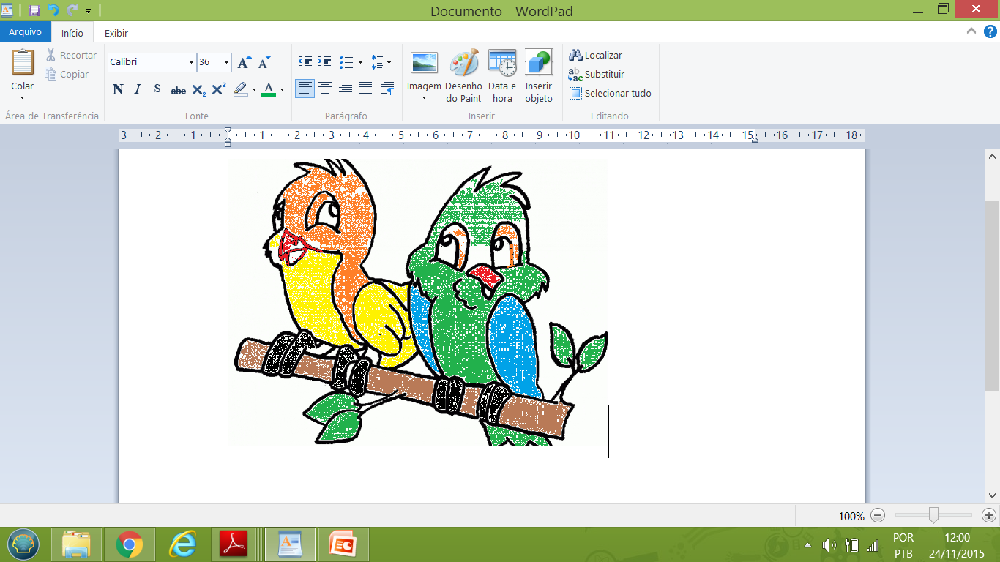 Documento - WordPad
Arquivo Início Exibir
Colar
Recortar
Copiar
Área de Transferência
Calibri 36
N I S abc X2 X2 A
Fonte
Parágrafo
Imagem
Desenho do Paint
Data e hora
Inserir objeto
Inserir
Localizar
Substituir
Selecionar tudo
Editando
3 2 1 1 2 3 4 5 6 7 8 9 10 11 12 13 14 15 16 17 18
100%
POR 12:00
PTB 24/11/2015